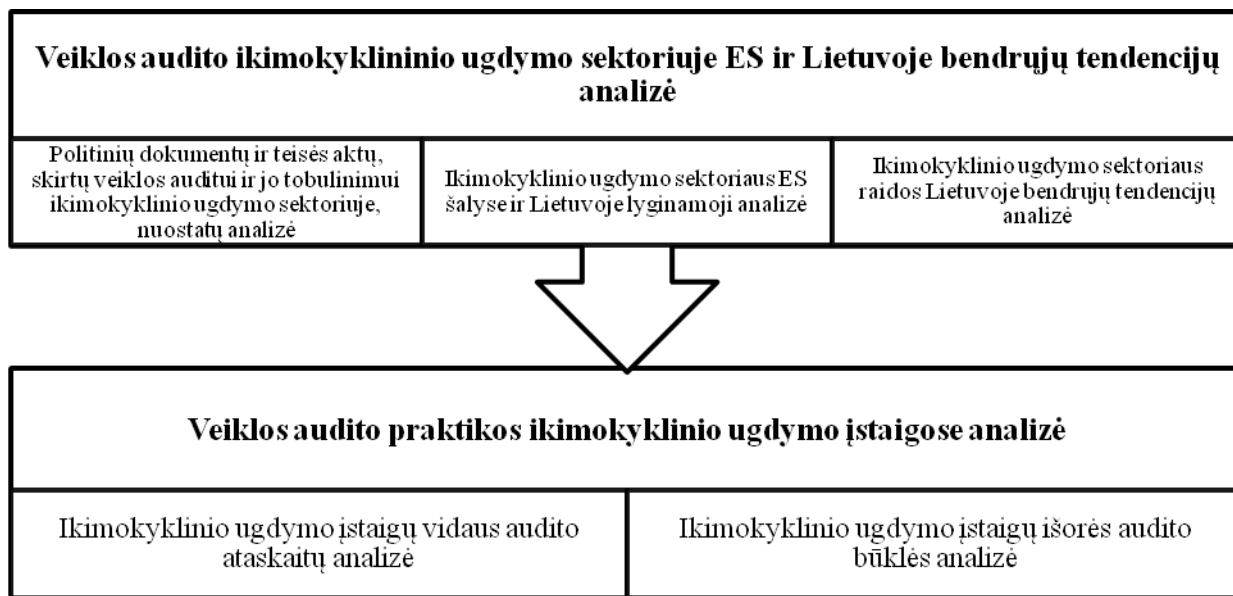 Veiklos audito ikimokyklininio ugdymo sektoriuje ES ir Lietuvoje bendrųjų tendencijų
analizė
Politinių dokumentų ir teisės aktų,
skirtų veiklos auditui ir jo tobulinimui
ikimokyklinio ugdymo sektoriuje,
nuostatų analizė
Ikimokyklinio ugdymo sektoriaus ES
šalyse ir Lietuvoje lyginamoji analizė
Ikimokyklinio ugdymo sektoriaus
raidos Lietuvoje bendrųjų tendencijų
analizė
Veiklos audito praktikos ikimokyklinio ugdymo įstaigose analizė
Ikimokyklinio ugdymo įstaigų vidaus audito
ataskaitų analizė
Ikimokyklinio ugdymo įstaigų išorės audito
būklės analizė